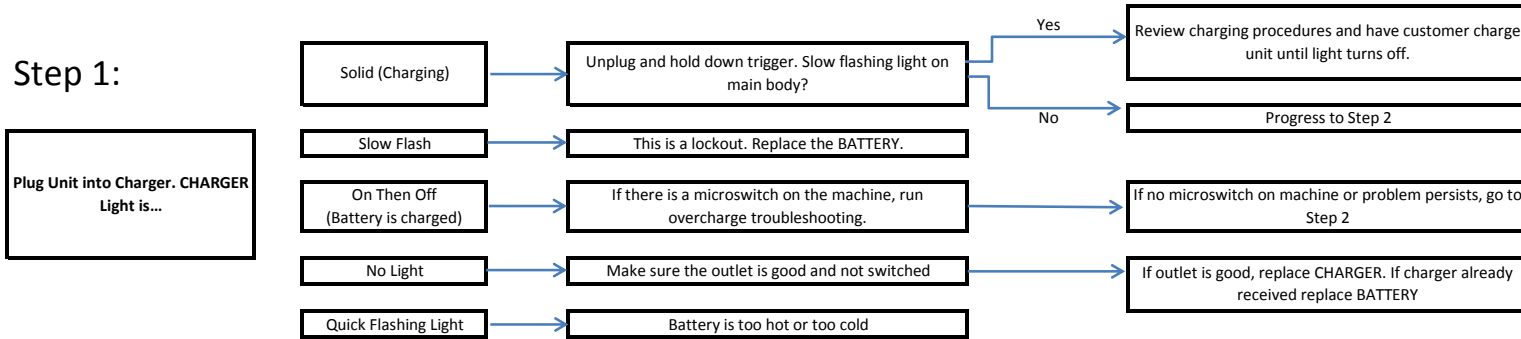 Step 1:
Plug Unit into Charger. CHARGER
Light is…
Solid (Charging)
Unplug and hold down trigger. Slow flashing light on
main body?
Yes
Review charging procedures and have customer charge
unit until light turns off.
No
Progress to Step 2
Slow Flash
This is a lockout. Replace the BATTERY.
On Then Off
(Battery is charged)
If there is a microswitch on the machine, run
overcharge troubleshooting.
If no microswitch on machine or problem persists, go to
Step 2
No Light
Make sure the outlet is good and not switched
If outlet is good, replace CHARGER. If charger already
received replace BATTERY
Quick Flashing Light
Battery is too hot or too cold